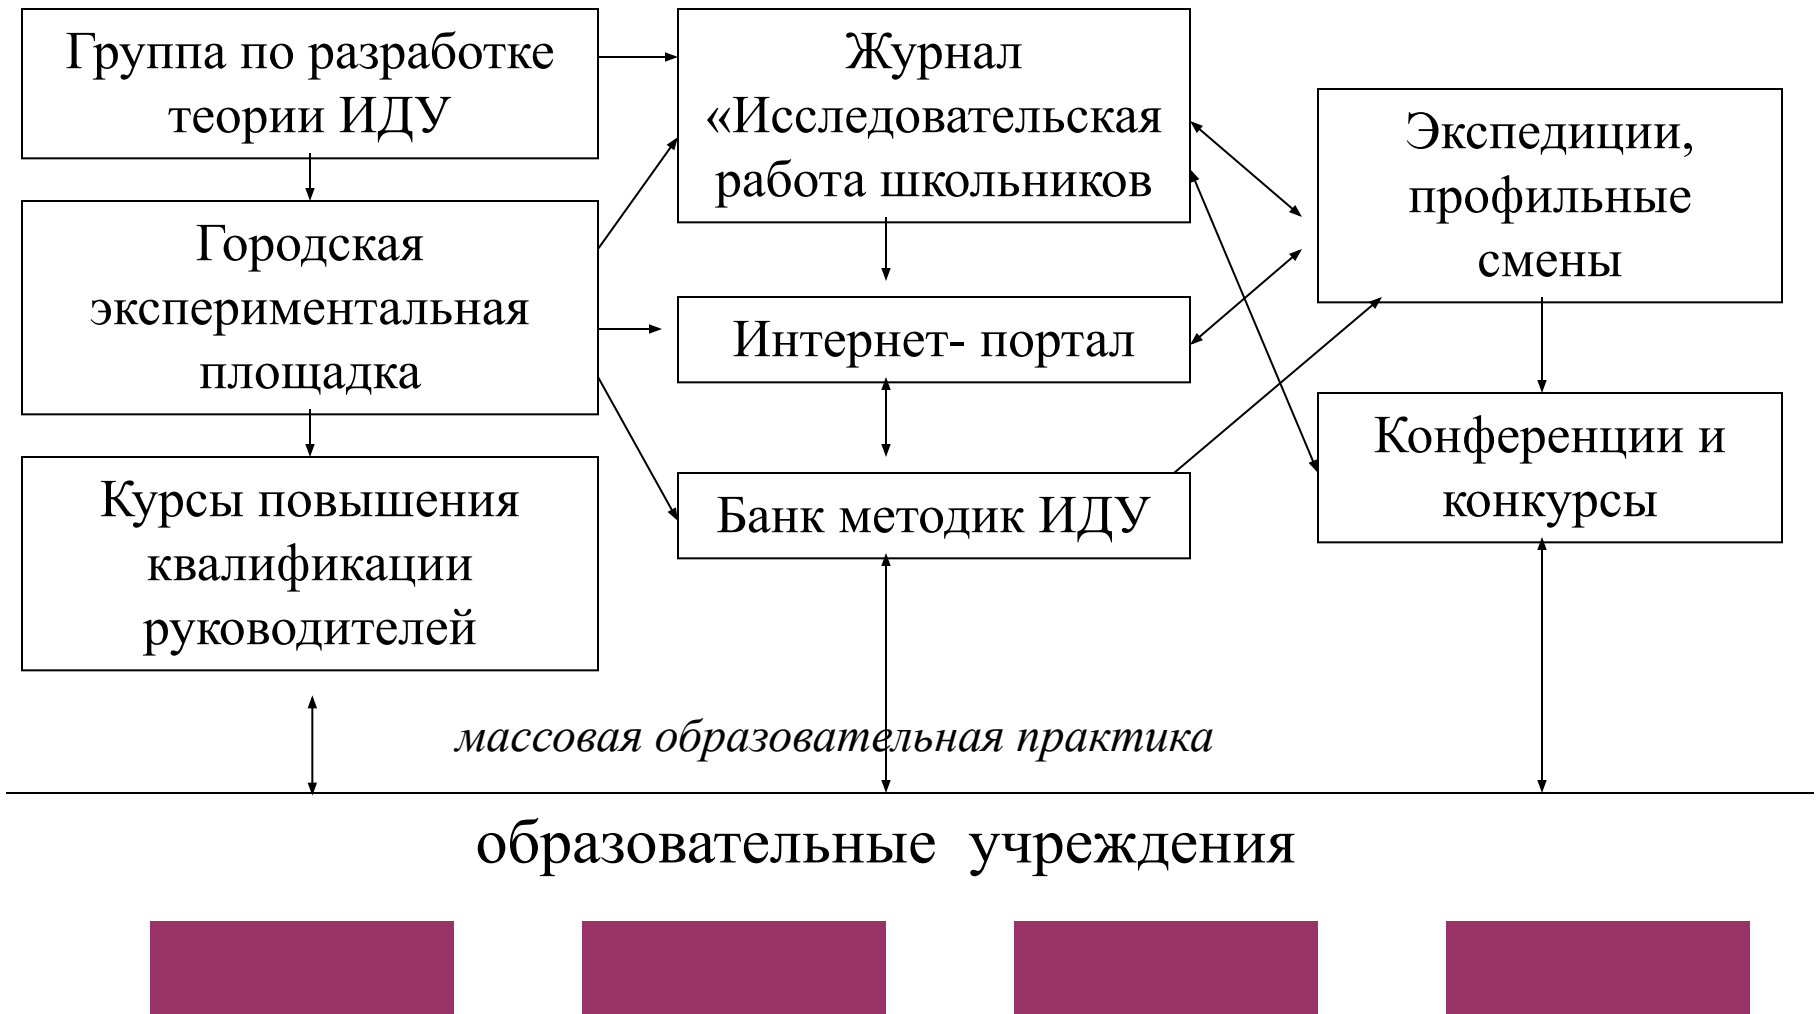 Группа по разработке
теории ИДУ
Городская
экспериментальная
площадка
Курсы повышения
квалификации
руководителей
Журнал
«Исследовательская
работа школьников
Интернет- портал
Банк методик ИДУ
Экспедиции,
профильные
смены
Конференции и
конкурсы
массовая образовательная практика
образовательные учреждения